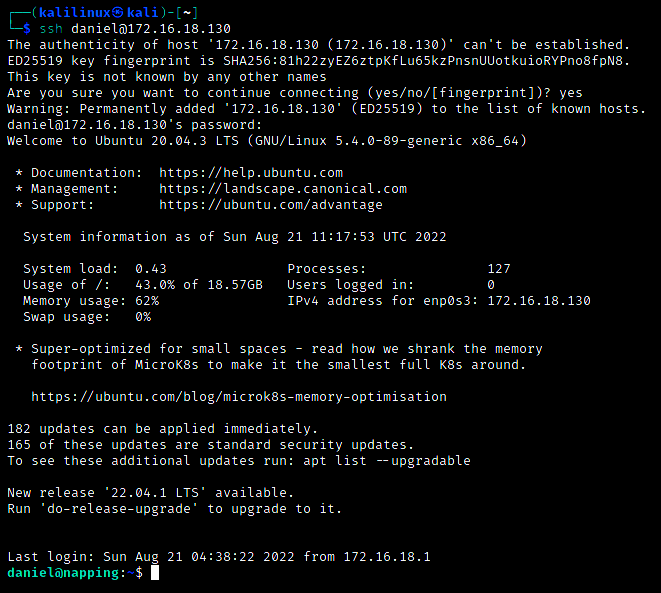 ┌──(kalilinux㉿kali)-[~]
└─$ ssh daniel@172.16.18.130
The authenticity of host '172.16.18.130 (172.16.18.130)' can't be established.
ED25519 key fingerprint is SHA256:81h22zyEZ6ztpKfLu65kzPnsnUUotkuioRYPno8fpN8.
This key is not known by any other names
Are you sure you want to continue connecting (yes/no/[fingerprint])? yes
Warning: Permanently added '172.16.18.130' (ED25519) to the list of known hosts.
daniel@172.16.18.130's password:
Welcome to Ubuntu 20.04.3 LTS (GNU/Linux 5.4.0-89-generic x86_64)
* Documentation:  https://help.ubuntu.com
* Management:     https://landscape.canonical.com
* Support:        https://ubuntu.com/advantage
System information as of Sun Aug 21 11:17:53 UTC 2022
System load:  0.43               Processes:               127
Usage of /:   43.0% of 18.57GB   Users logged in:         0
Memory usage: 62%                IPv4 address for enp0s3: 172.16.18.130
Swap usage:   0%
* Super-optimized for small spaces - read how we shrank the memory
footprint of MicroK8s to make it the smallest full K8s around.
https://ubuntu.com/blog/microk8s-memory-optimisation
182 updates can be applied immediately.
165 of these updates are standard security updates.
To see these additional updates run: apt list --upgradable
New release '22.04.1 LTS' available.
Run 'do-release-upgrade' to upgrade to it.
Last login: Sun Aug 21 04:38:22 2022 from 172.16.18.1
daniel@napping:~$